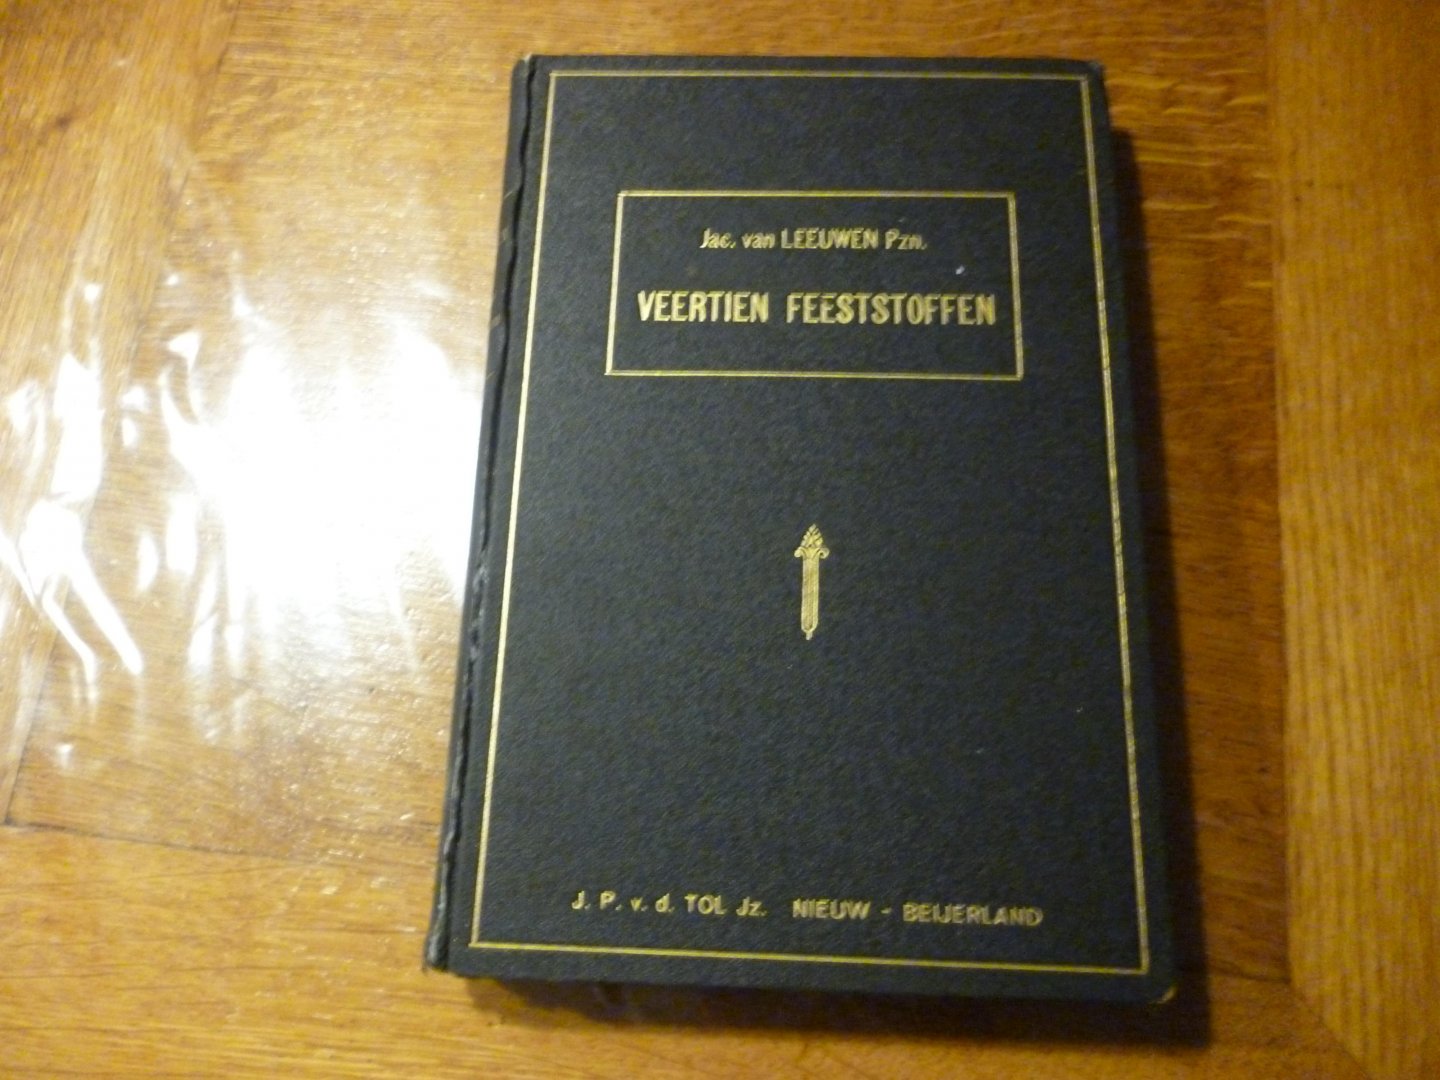 Jac. van LEEUWEN Pzn.
VEERTIEN FEESTSTOFFEN
J. P. v. d. TOL Jz. NIEUW - BEIJERLAND